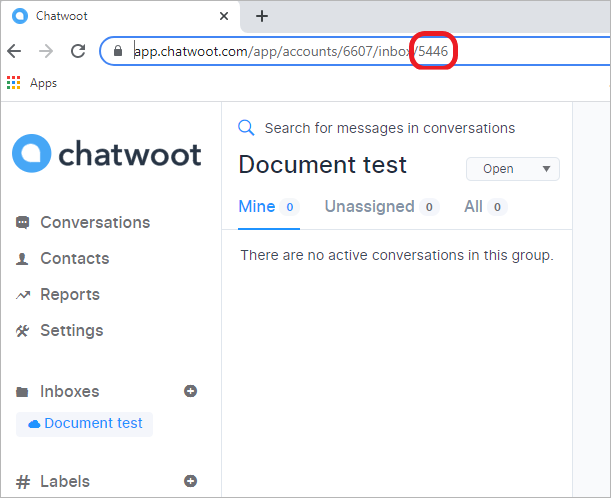 Chatwoot
app.chatwoot.com/app/accounts/6607/inbox/5446
Apps
chatwoot
Search for messages in conversations
Document test
Open
Mine 0 Unassigned 0 All 0
There are no active conversations in this group.
Conversations
Contacts
Reports
Settings
Inboxes
Document test
# Labels